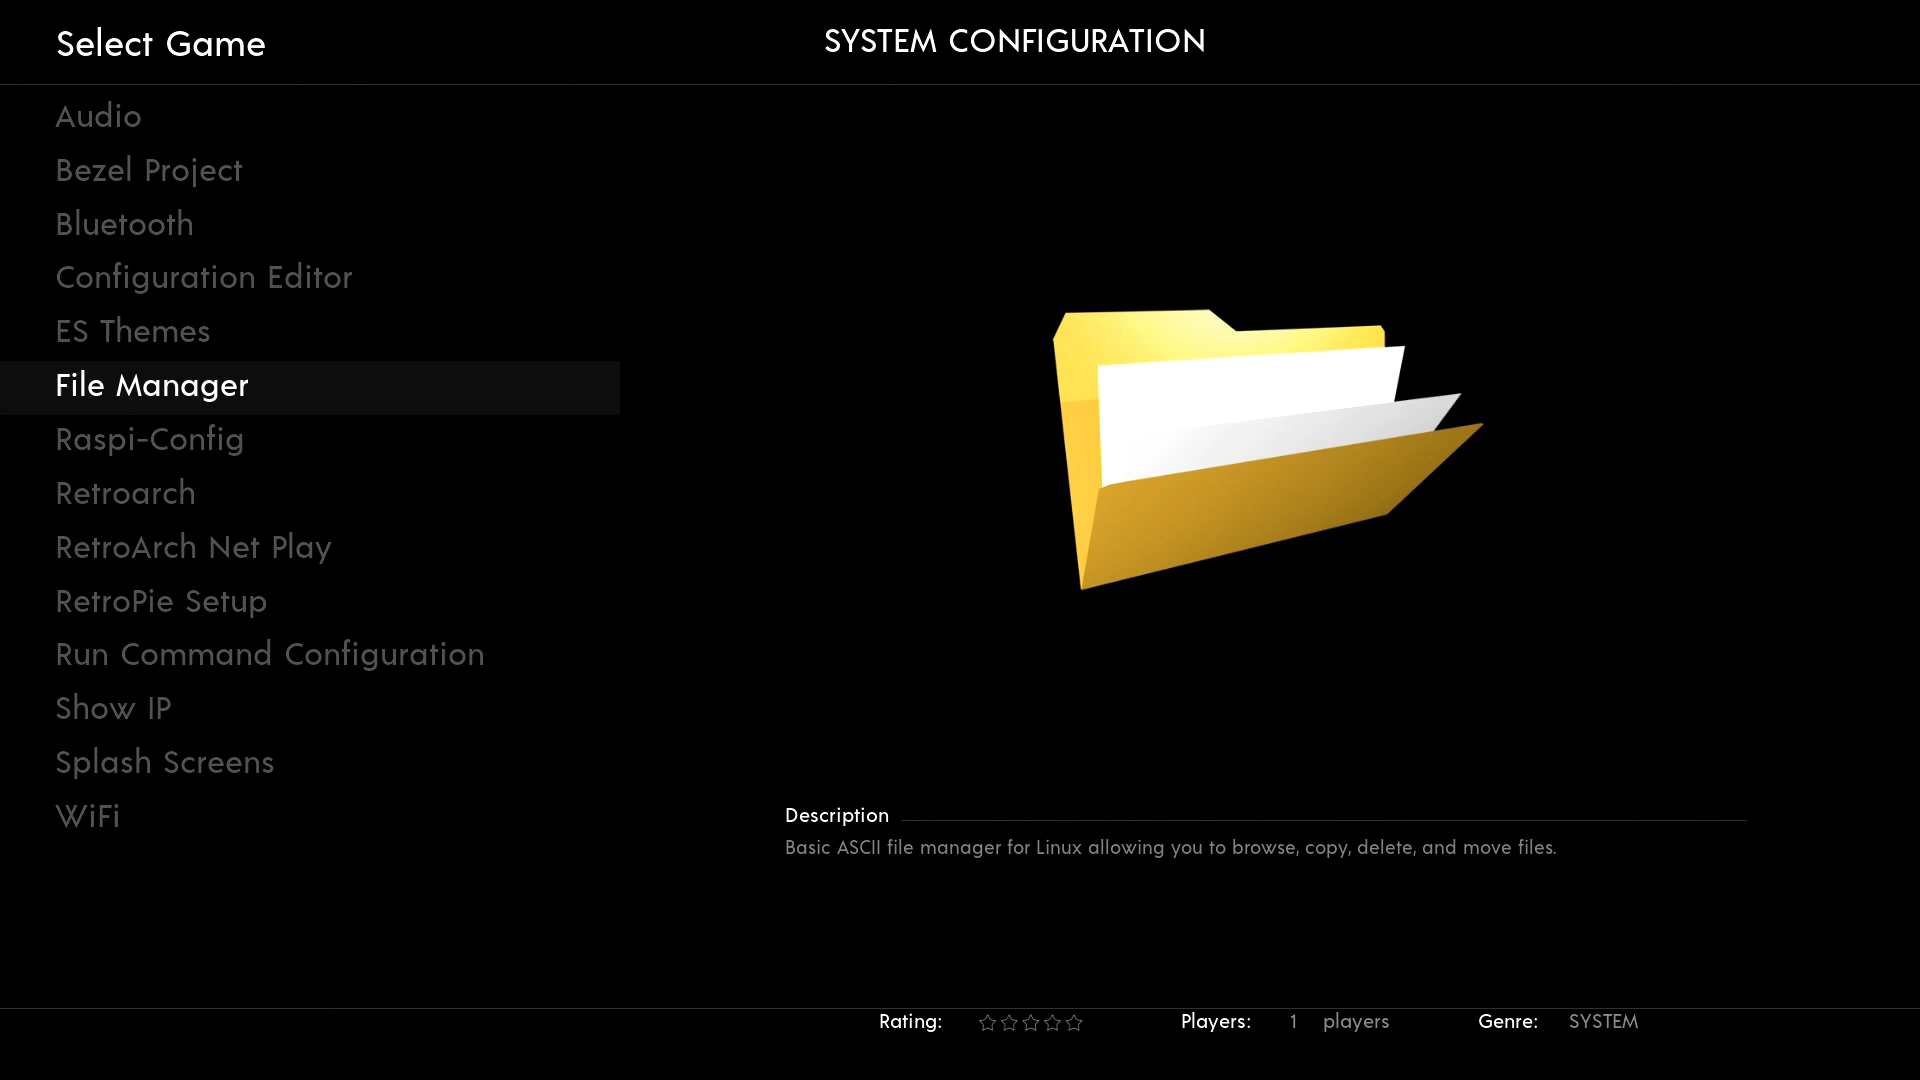 Select Game
SYSTEM CONFIGURATION
Audio
Bezel Project
Bluetooth
Configuration Editor
ES Themes
File Manager
Raspi-Config
Retroarch
RetroArch Net Play
RetroPie Setup
Run Command Configuration
Show IP
Splash Screens
WiFi
Description
Basic ASCII file manager for Linux allowing you to browse, copy, delete, and move files.
Rating: Players: 1 players Genre: SYSTEM